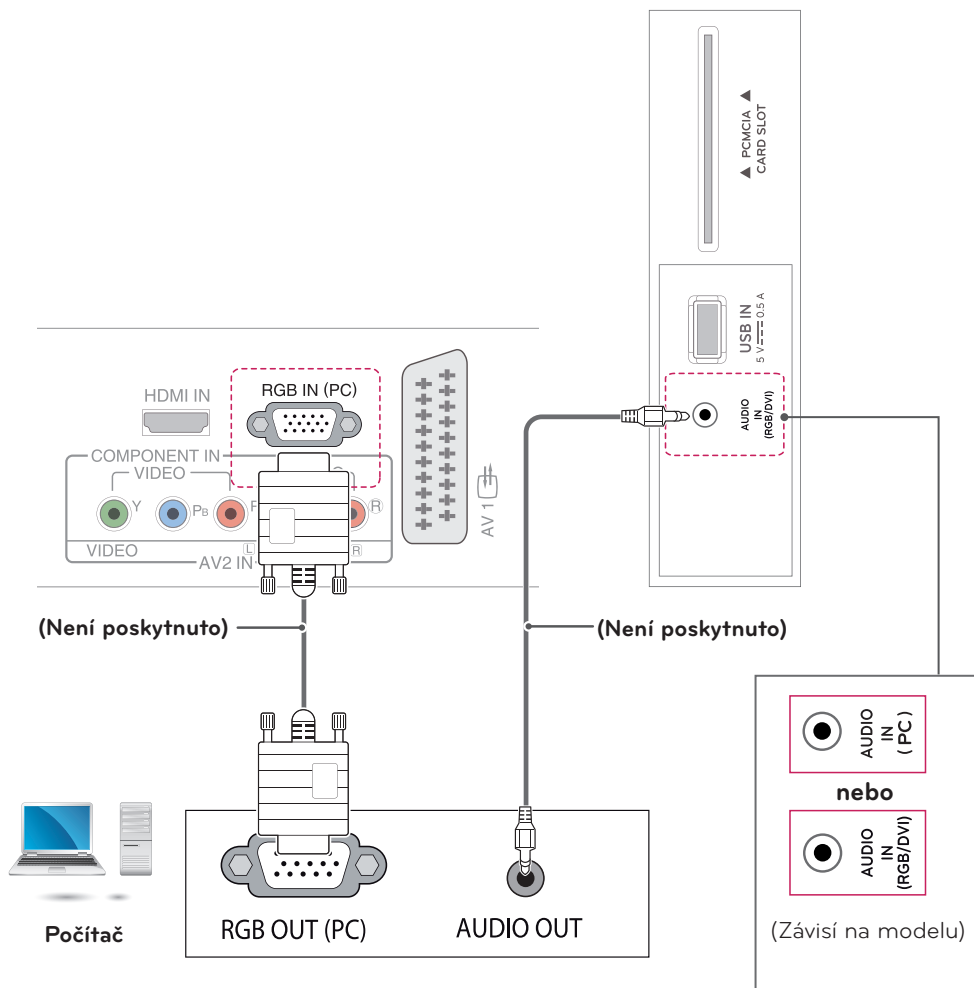 ▲ PCMCIA ▲
CARD SLOT
USB IN
5 V 0.5 A
AUDIO
IN
(RGB/DVI)
HDMI IN
RGB IN (PC)
COMPONENT IN
VIDEO
Y
PB
R
VIDEO
L
R
AV2 IN
AV 1
(Není poskytnuto)
(Není poskytnuto)
AUDIO
IN
(PC)
nebo
AUDIO
IN
(RGB/DVI)
(Závisí na modelu)
Počítač
RGB OUT (PC)
AUDIO OUT